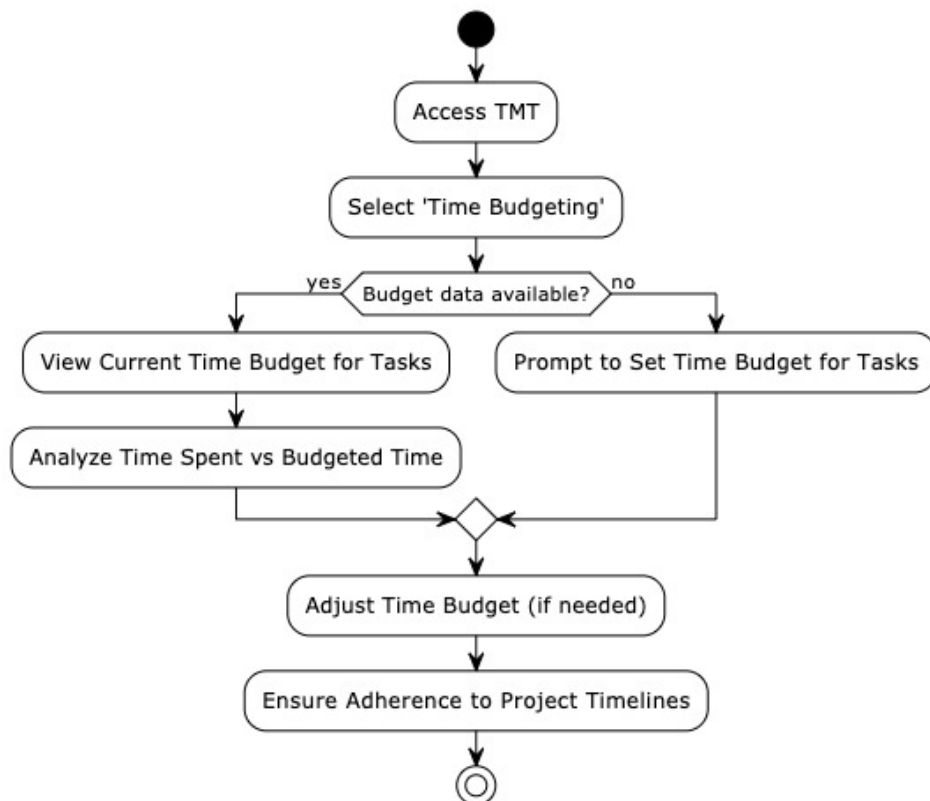 Access TMT
Select 'Time Budgeting'
yes
Budget data available?
no
View Current Time Budget for Tasks
Prompt to Set Time Budget for Tasks
Analyze Time Spent vs Budgeted Time
Adjust Time Budget (if needed)
Ensure Adherence to Project Timelines